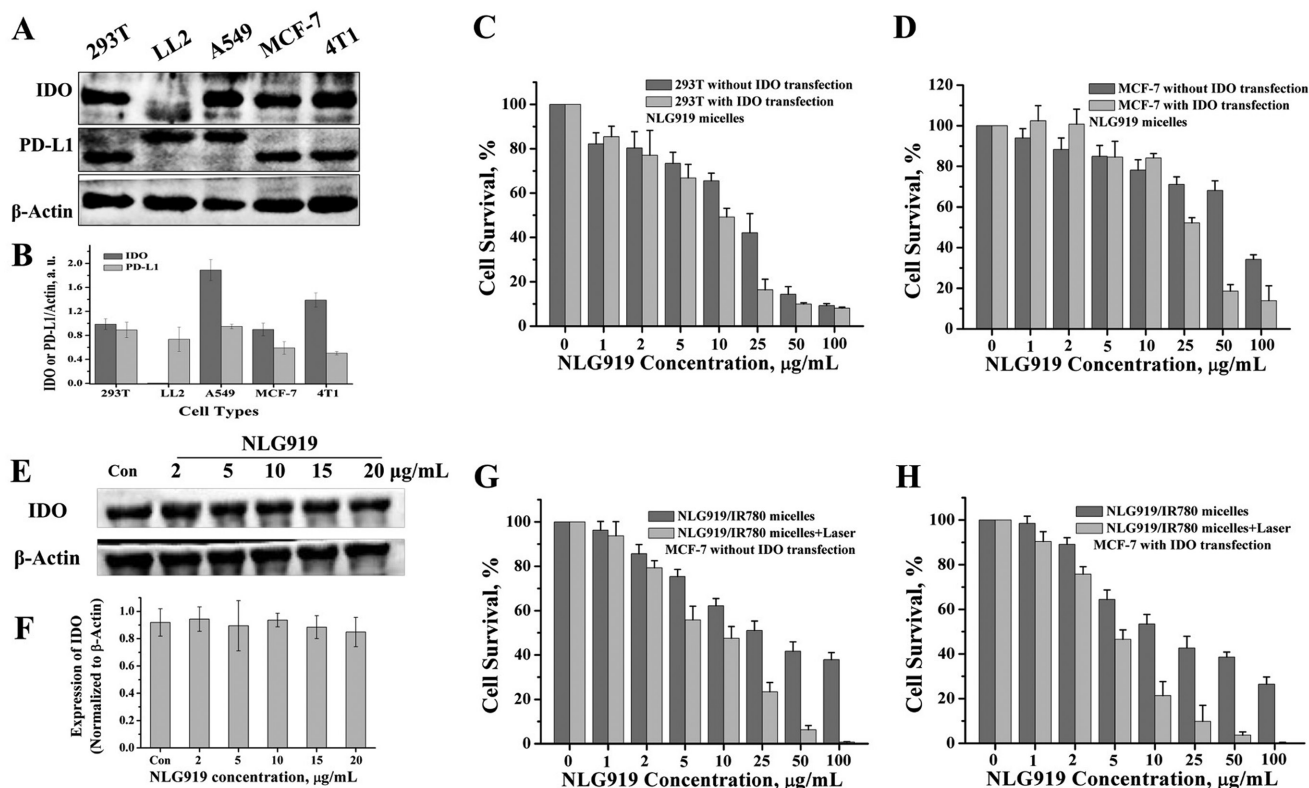 A
293T LL2 A549 MCF-7 4T1
IDO
PD-L1
β-Actin
B
IDO or PD-L1/Actin, a. u.
2.0
1.6
1.2
0.8
0.4
0.0
IDO
PD-L1
293T LL2 A549 MCF-7 4T1
Cell Types
C
Cell Survival, %
100
80
60
40
20
0
293T without IDO transfection
293T with IDO transfection
NLG919 micelles
0 1 2 5 10 25 50 100
NLG919 Concentration, μg/mL
D
Cell Survival, %
120
100
80
60
40
20
0
MCF-7 without IDO transfection
MCF-7 with IDO transfection
NLG919 micelles
0 1 2 5 10 25 50 100
NLG919 Concentration, μg/mL
E
NLG919
Con 2 5 10 15 20 μg/mL
IDO
β-Actin
F
Expression of IDO
(Normalized to β-Actin)
1.0
0.8
0.6
0.4
0.2
0.0
Con 2 5 10 15 20
NLG919 concentration, μg/mL
G
Cell Survival, %
100
80
60
40
20
0
NLG919/IR780 micelles
NLG919/IR780 micelles+Laser
MCF-7 without IDO transfection
0 1 2 5 10 25 50 100
NLG919 Concentration, μg/mL
H
Cell Survival, %
100
80
60
40
20
0
NLG919/IR780 micelles
NLG919/IR780 micelles+Laser
MCF-7 with IDO transfection
0 1 2 5 10 25 50 100
NLG919 Concentration, μg/mL